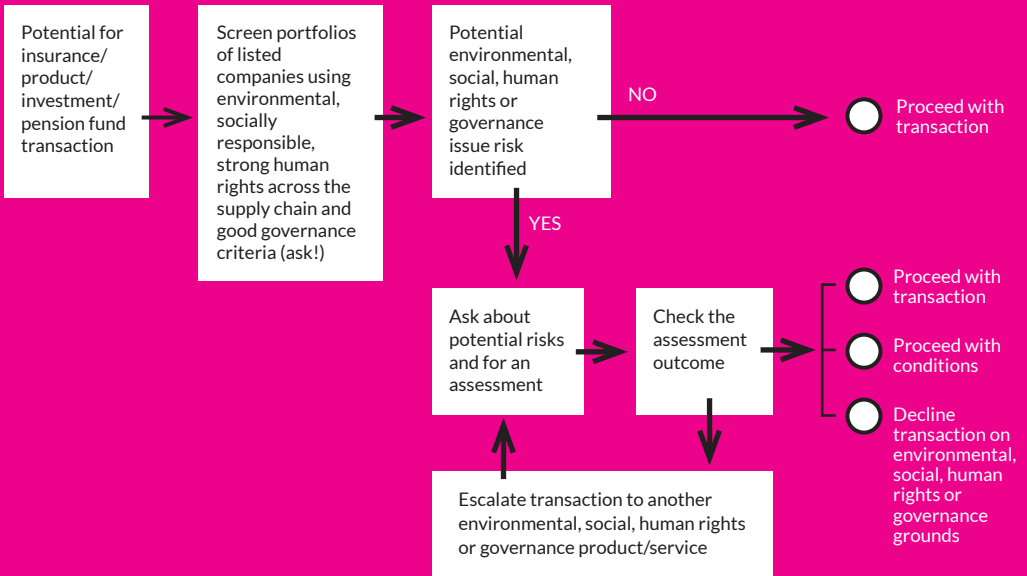 Potential for
insurance/
product/
investment/
pension fund
transaction
Screen portfolios
of listed
companies using
environmental,
socially
responsible,
strong human
rights across the
supply chain and
good governance
criteria (ask!)
Potential
environmental,
social, human
rights or
governance
issue risk
identified
NO
Proceed with
transaction
YES
Ask about
potential risks
and for an
assessment
Check the
assessment
outcome
Proceed with
transaction
Proceed with
conditions
Decline
transaction on
environmental,
social, human
rights or
governance
grounds
Escalate transaction to another
environmental, social, human rights
or governance product/service